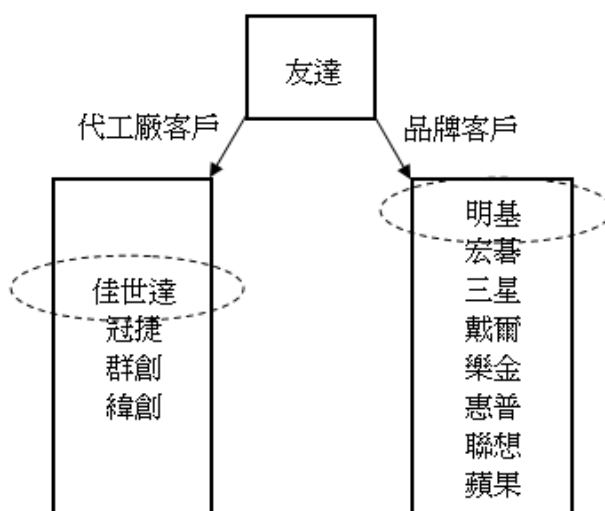 友達
代工廠客戶
品牌客戶
佳世達
冠捷
群創
緯創
明基
宏碁
三星
戴爾
樂金
惠普
聯想
蘋果